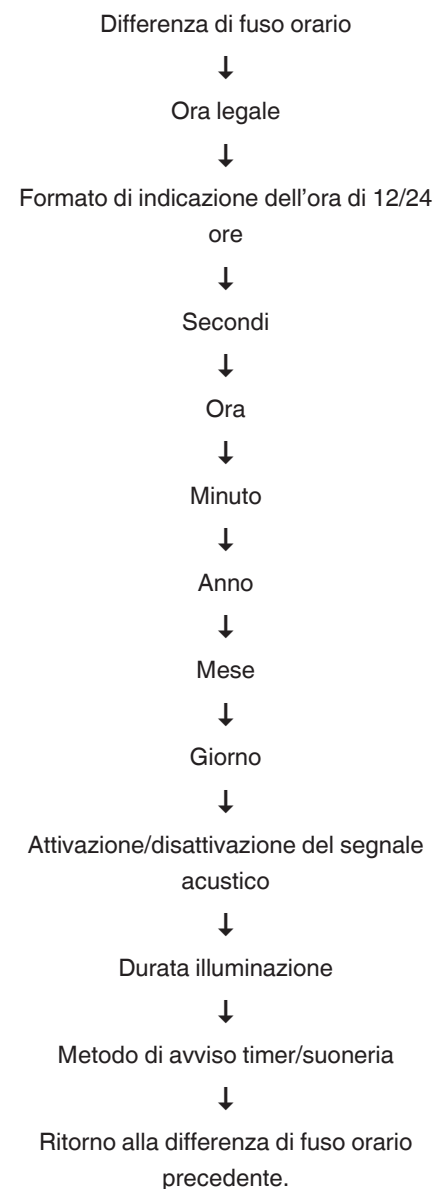 Differenza di fuso orario
↓
Ora legale
↓
Formato di indicazione dell'ora di 12/24
ore
↓
Secondi
↓
Ora
↓
Minuto
↓
Anno
↓
Mese
↓
Giorno
↓
Attivazione/disattivazione del segnale
acustico
↓
Durata illuminazione
↓
Metodo di avviso timer/suoneria
↓
Ritorno alla differenza di fuso orario
precedente.